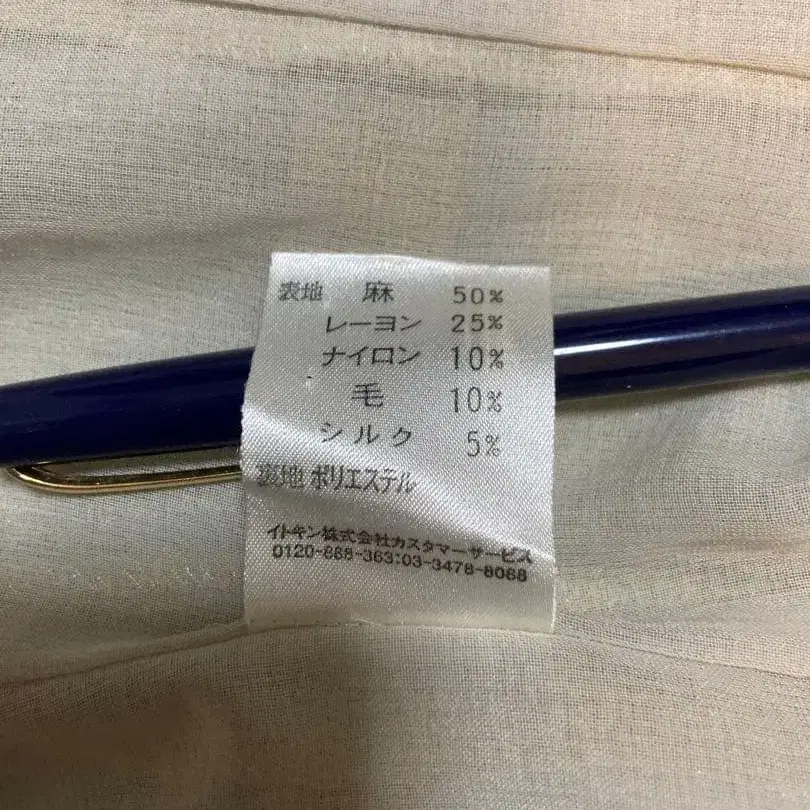 表地 麻 50%
レーヨン 25%
ナイロン 10%
毛 10%
シルク 5%
裏地 ポリエステル
イトキン株式会社カスタマーサービス
0120-888-363:03-3478-8088